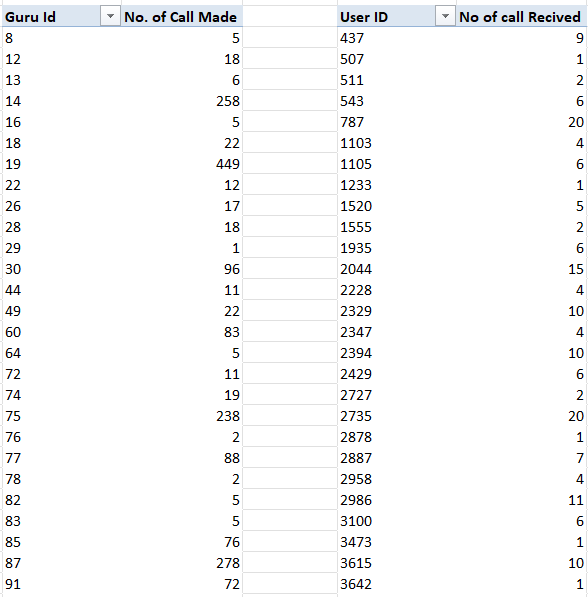 Guru Id No. of Call Made User ID No of call Recived
8 5 437 9
12 18 507 1
13 6 511 2
14 258 543 6
16 5 787 20
18 22 1103 4
19 449 1105 6
22 12 1233 1
26 17 1520 5
28 18 1555 2
29 1 1935 6
30 96 2044 15
44 11 2228 4
49 22 2329 10
60 83 2347 4
64 5 2394 10
72 11 2429 6
74 19 2727 2
75 238 2735 20
76 2 2878 1
77 88 2887 7
78 2 2958 4
82 5 2986 11
83 5 3100 6
85 76 3473 1
87 278 3615 10
91 72 3642 1